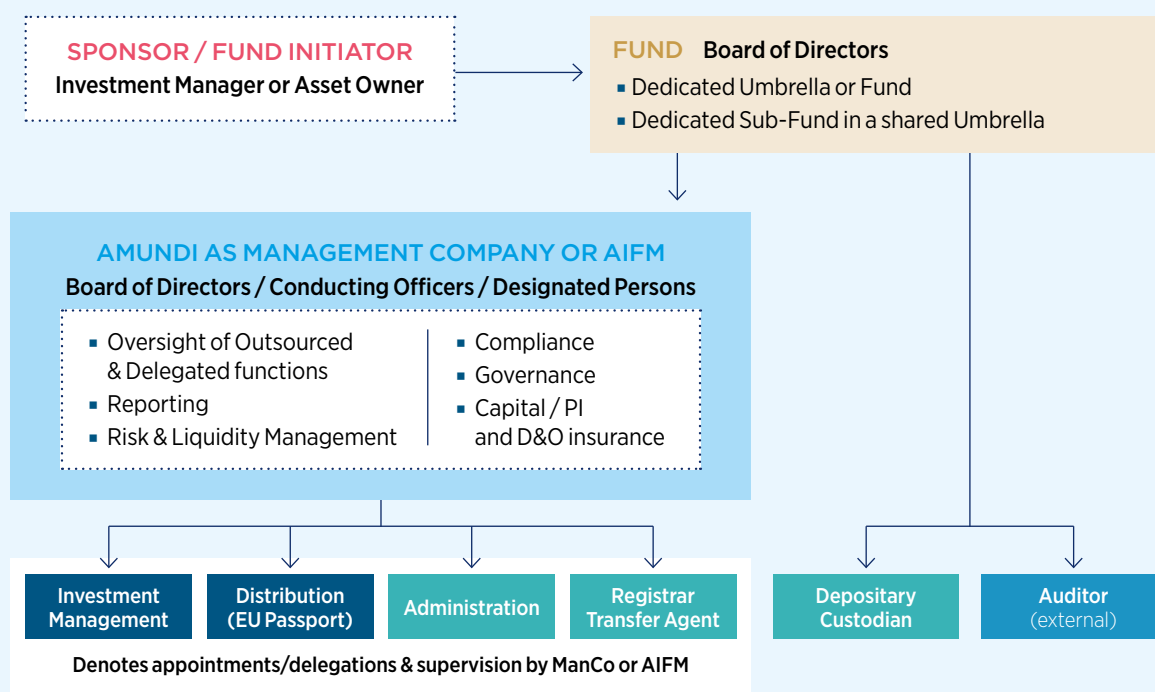 SPONSOR / FUND INITIATOR
Investment Manager or Asset Owner
FUND Board of Directors
▪ Dedicated Umbrella or Fund
▪ Dedicated Sub-Fund in a shared Umbrella
AMUNDI AS MANAGEMENT COMPANY OR AIFM
Board of Directors / Conducting Officers / Designated Persons
▪ Oversight of Outsourced
& Delegated functions
▪ Reporting
▪ Risk & Liquidity Management
▪ Compliance
▪ Governance
▪ Capital / PI
and D&O insurance
Investment
Management
Distribution
(EU Passport)
Administration
Registrar
Transfer Agent
Depositary
Custodian
Auditor
(external)
Denotes appointments/delegations & supervision by ManCo or AIFM